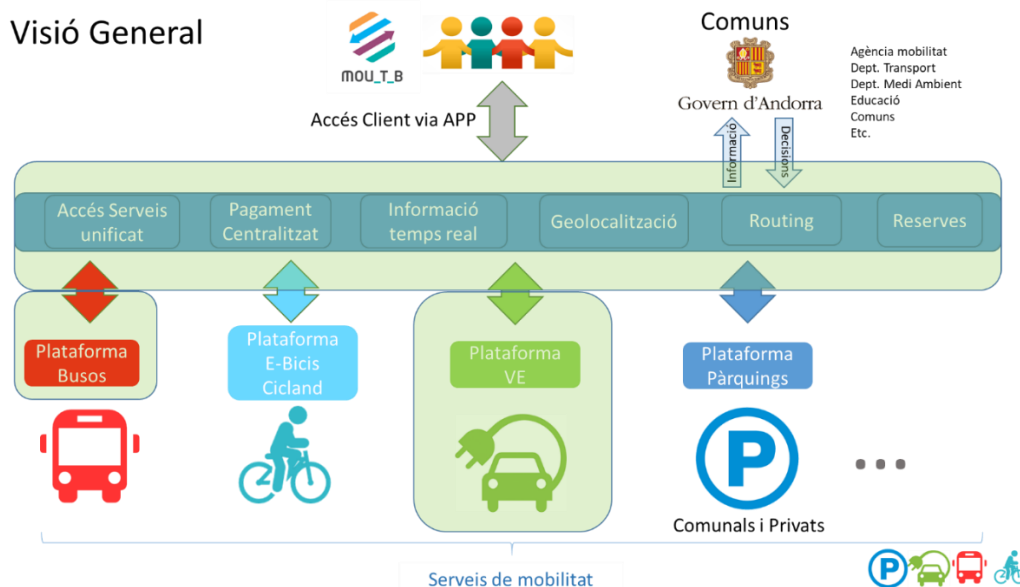 Visió General
MOU_T_B
Comuns
Govern d'Andorra
Agència mobilitat
Dept. Transport
Dept. Medi Ambient
Educació
Comuns
Etc.
Accés Client via APP
Informació
Decisions
Accés Serveis
unificat
Pagament
Centralitzat
Informació
temps real
Geolocalització
Routing
Reserves
Plataforma
Busos
Plataforma
E-Bicis
Cicland
Plataforma
VE
Plataforma
Pàrquings
P
...
Comunals i Privats
Serveis de mobilitat
P